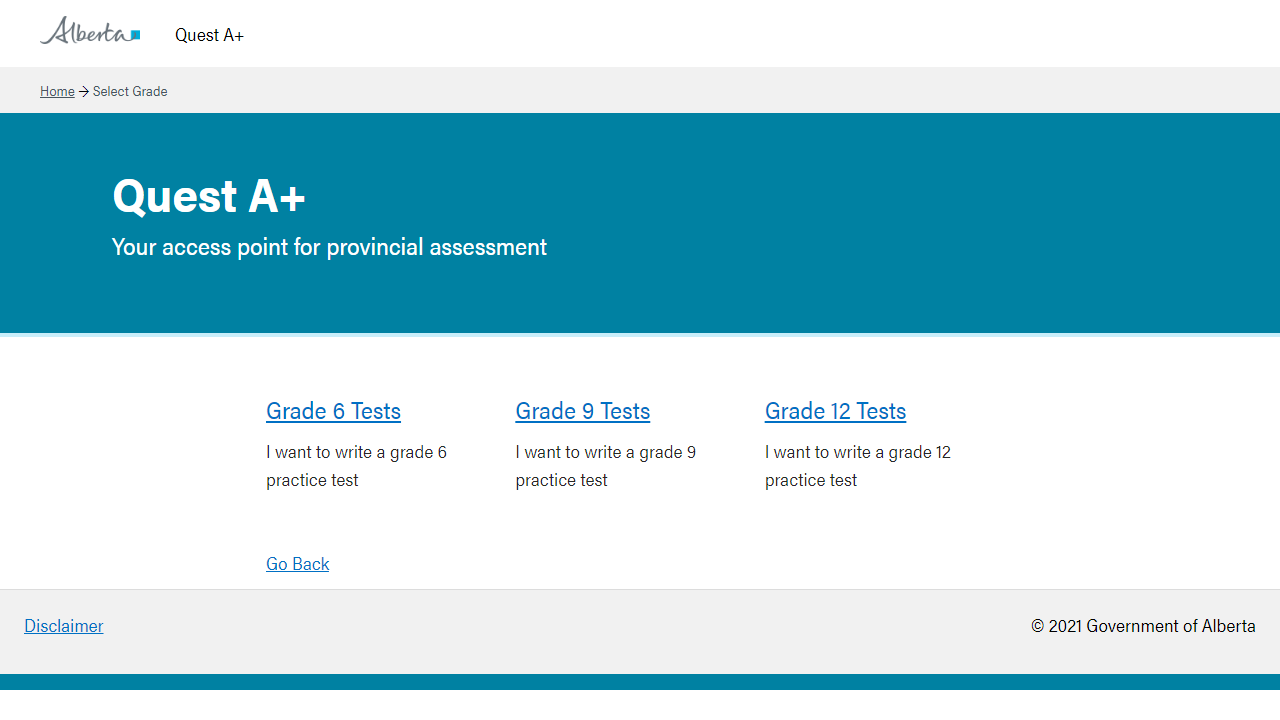 Alberta
Quest A+
Home → Select Grade
Quest A+
Your access point for provincial assessment
Grade 6 Tests
I want to write a grade 6
practice test
Grade 9 Tests
I want to write a grade 9
practice test
Grade 12 Tests
I want to write a grade 12
practice test
Go Back
Disclaimer
© 2021 Government of Alberta